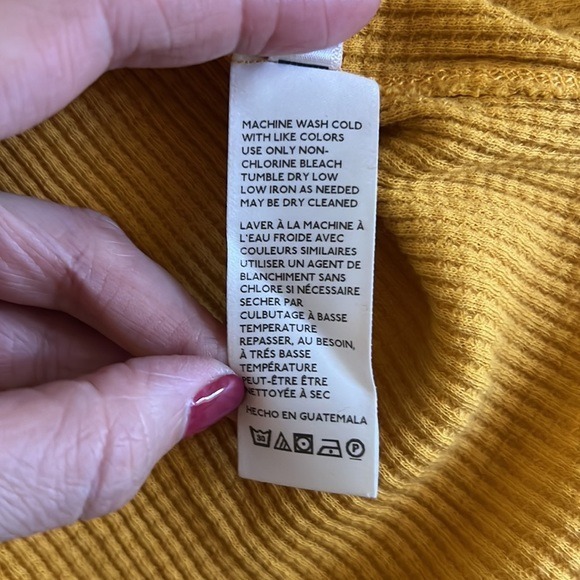 MACHINE WASH COLD
WITH LIKE COLORS
USE ONLY NON-
CHLORINE BLEACH
TUMBLE DRY LOW
LOW IRON AS NEEDED
MAY BE DRY CLEANED
LAVER À LA MACHINE À
L'EAU FROIDE AVEC
COULEURS SIMILAIRES
UTILISER UN AGENT DE
BLANCHIMENT SANS
CHLORE SI NÉCESSAIRE
SECHER PAR
CULBUTAGE À BASSE
TEMPERATURE
REPASSER, AU BESOIN,
À TRÉS BASSE
TEMPÉRATURE
PEUT-ÊTRE ÊTRE
NETTOYÉE À SEC
HECHO EN GUATEMALA
30
P